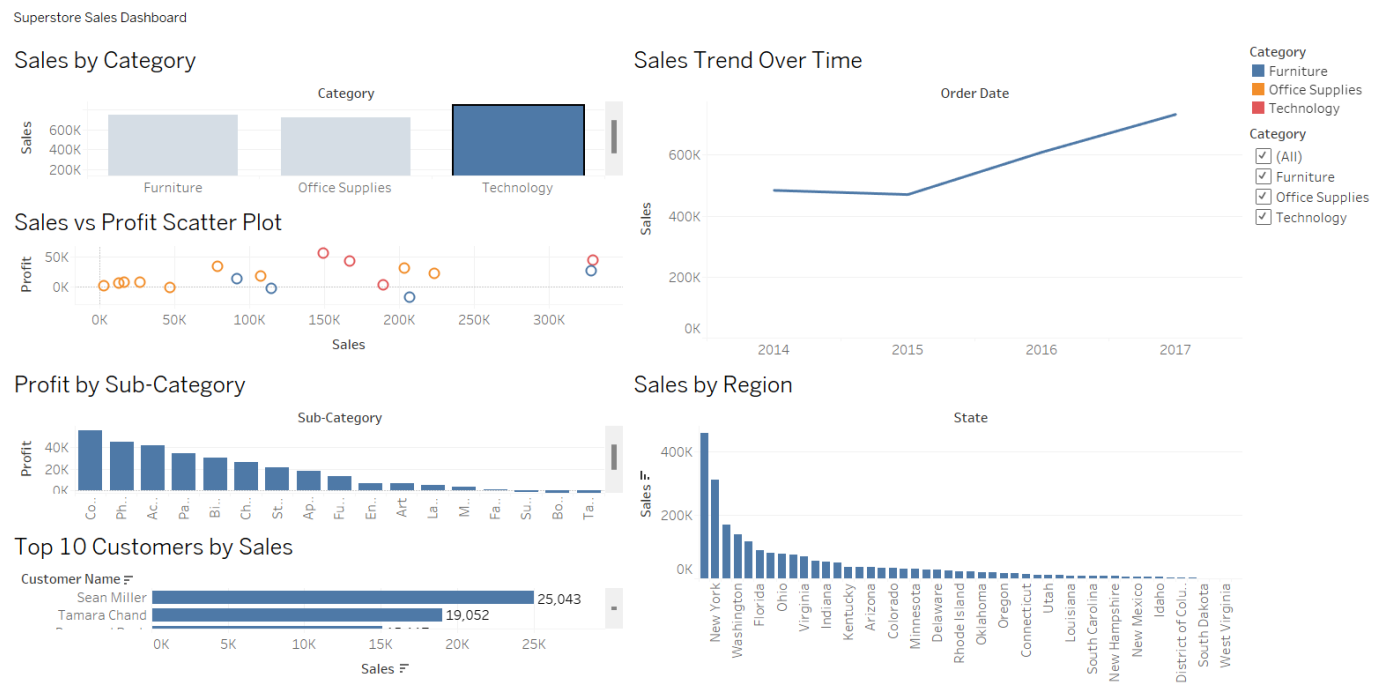 Superstore Sales Dashboard
Sales by Category
Category
Sales
600K
400K
200K
Furniture
Office Supplies
Technology
Sales vs Profit Scatter Plot
Profit
50K
0K
0K
50K
100K
150K
200K
250K
300K
Sales
Profit by Sub-Category
Sub-Category
Profit
40K
20K
0K
Co..
Ph..
Ac..
Pa..
Bi..
Ch..
St..
Ap..
Fu..
En..
Art
La..
M..
Fa..
Su..
Bo..
Ta..
Top 10 Customers by Sales
Customer Name
Sean Miller
25,043
Tamara Chand
19,052
0K
5K
10K
15K
20K
25K
Sales
Sales Trend Over Time
Order Date
Sales
600K
400K
200K
0K
2014
2015
2016
2017
Sales by Region
State
Sales
400K
200K
0K
New York
Washington
Florida
Ohio
Virginia
Indiana
Kentucky
Arizona
Colorado
Minnesota
Delaware
Rhode Island
Oklahoma
Oregon
Connecticut
Utah
Louisiana
South Carolina
New Hampshire
New Mexico
Idaho
District of Colu..
South Dakota
West Virginia
Category
Furniture
Office Supplies
Technology
Category
(All)
Furniture
Office Supplies
Technology